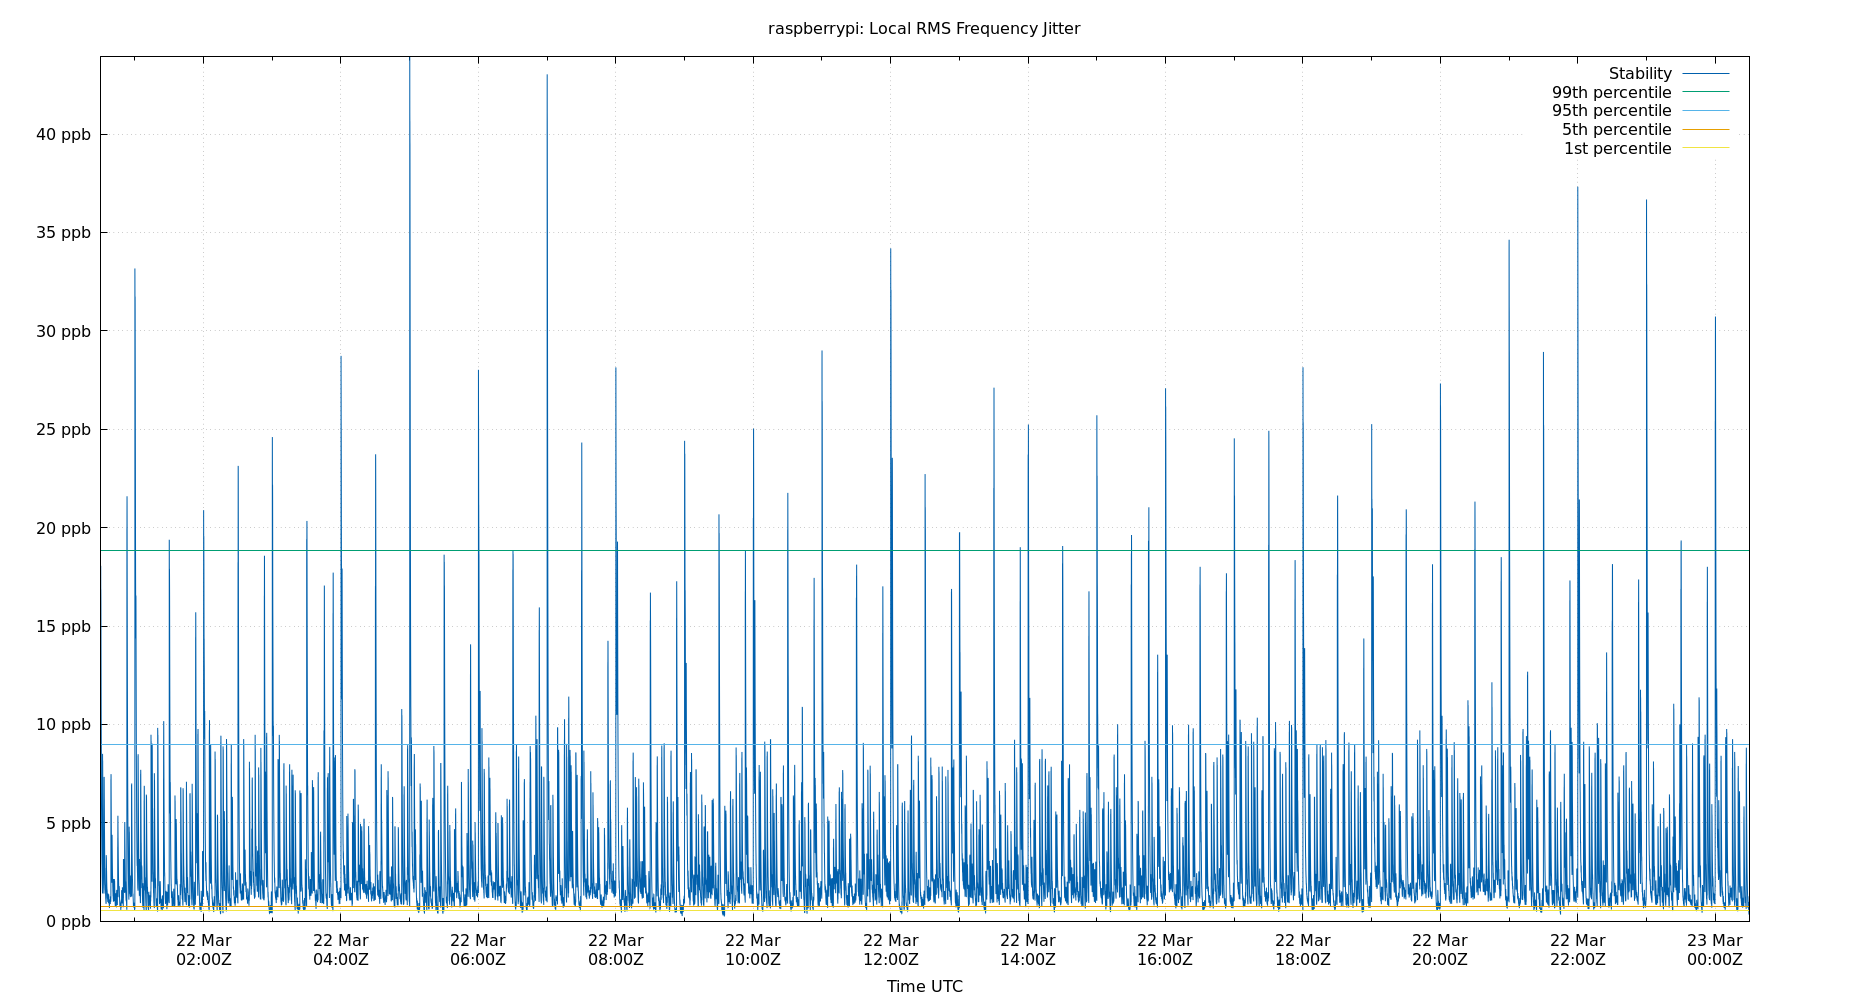 raspberrypi: Local RMS Frequency Jitter
Stability
99th percentile
95th percentile
5th percentile
1st percentile
40 ppb
35 ppb
30 ppb
25 ppb
20 ppb
15 ppb
10 ppb
5 ppb
0 ppb
22 Mar 22 Mar 22 Mar 22 Mar 22 Mar 22 Mar 22 Mar 22 Mar 22 Mar 22 Mar 22 Mar 23 Mar
02:00Z 04:00Z 06:00Z 08:00Z 10:00Z 12:00Z 14:00Z 16:00Z 18:00Z 20:00Z 22:00Z 00:00Z
Time UTC